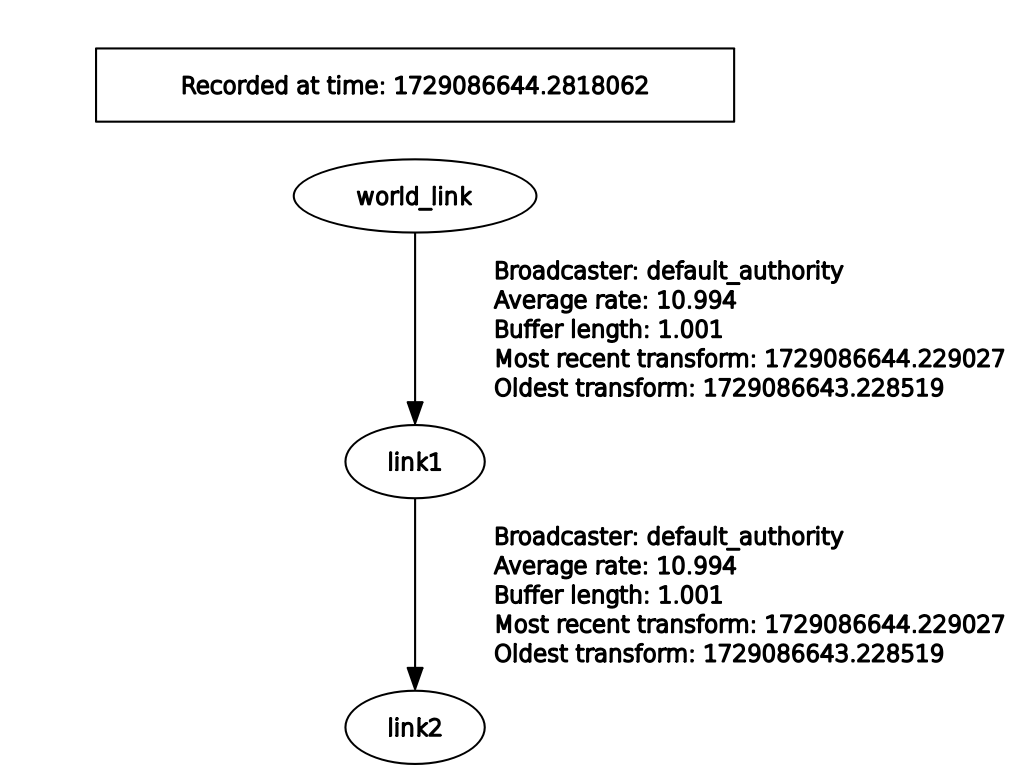 Recorded at time: 1729086644.2818062
world_link
Broadcaster: default_authority
Average rate: 10.994
Buffer length: 1.001
Most recent transform: 1729086644.229027
Oldest transform: 1729086643.228519
link1
Broadcaster: default_authority
Average rate: 10.994
Buffer length: 1.001
Most recent transform: 1729086644.229027
Oldest transform: 1729086643.228519
link2